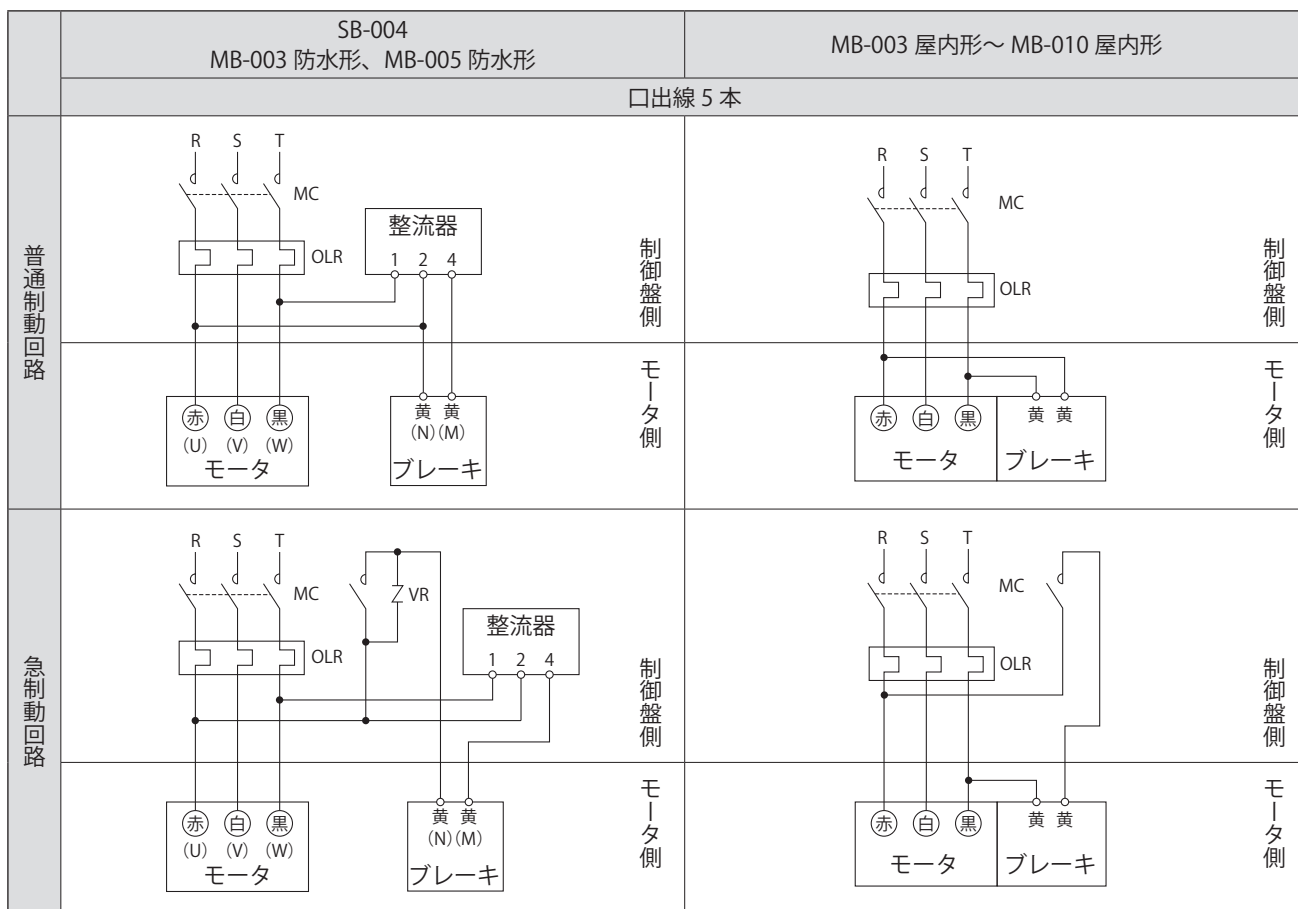 SB-004
MB-003 防水形、MB-005 防水形
MB-003 屋内形～ MB-010 屋内形
口出線 5 本
普通制動回路
R S T
MC
OLR
整流器
1 2 4
制御盤側
モータ側
赤 白 黒
(U) (V) (W)
モータ
黄 黄
(N)(M)
ブレーキ
R S T
MC
OLR
制御盤側
モータ側
赤 白 黒
モータ
黄 黄
ブレーキ
急制動回路
R S T
MC
VR
OLR
整流器
1 2 4
制御盤側
モータ側
赤 白 黒
(U) (V) (W)
モータ
黄 黄
(N)(M)
ブレーキ
R S T
MC
OLR
制御盤側
モータ側
赤 白 黒
モータ
黄 黄
ブレーキ